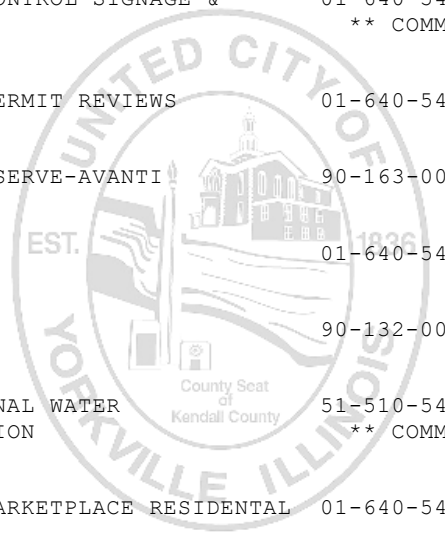 ONTROL SIGNAGE & 01-640-54
** COMM
ERMIT REVIEWS 01-640-54
SERVE-AVANTI 90-163-00
01-640-54
90-132-00
NAL WATER 51-510-54
ION ** COMM
ARKETPLACE RESIDENTAL 01-640-54
UNITED CITY OF
EST. 1836
County Seat
of
Kendall County
YORKVILLE ILLINOIS